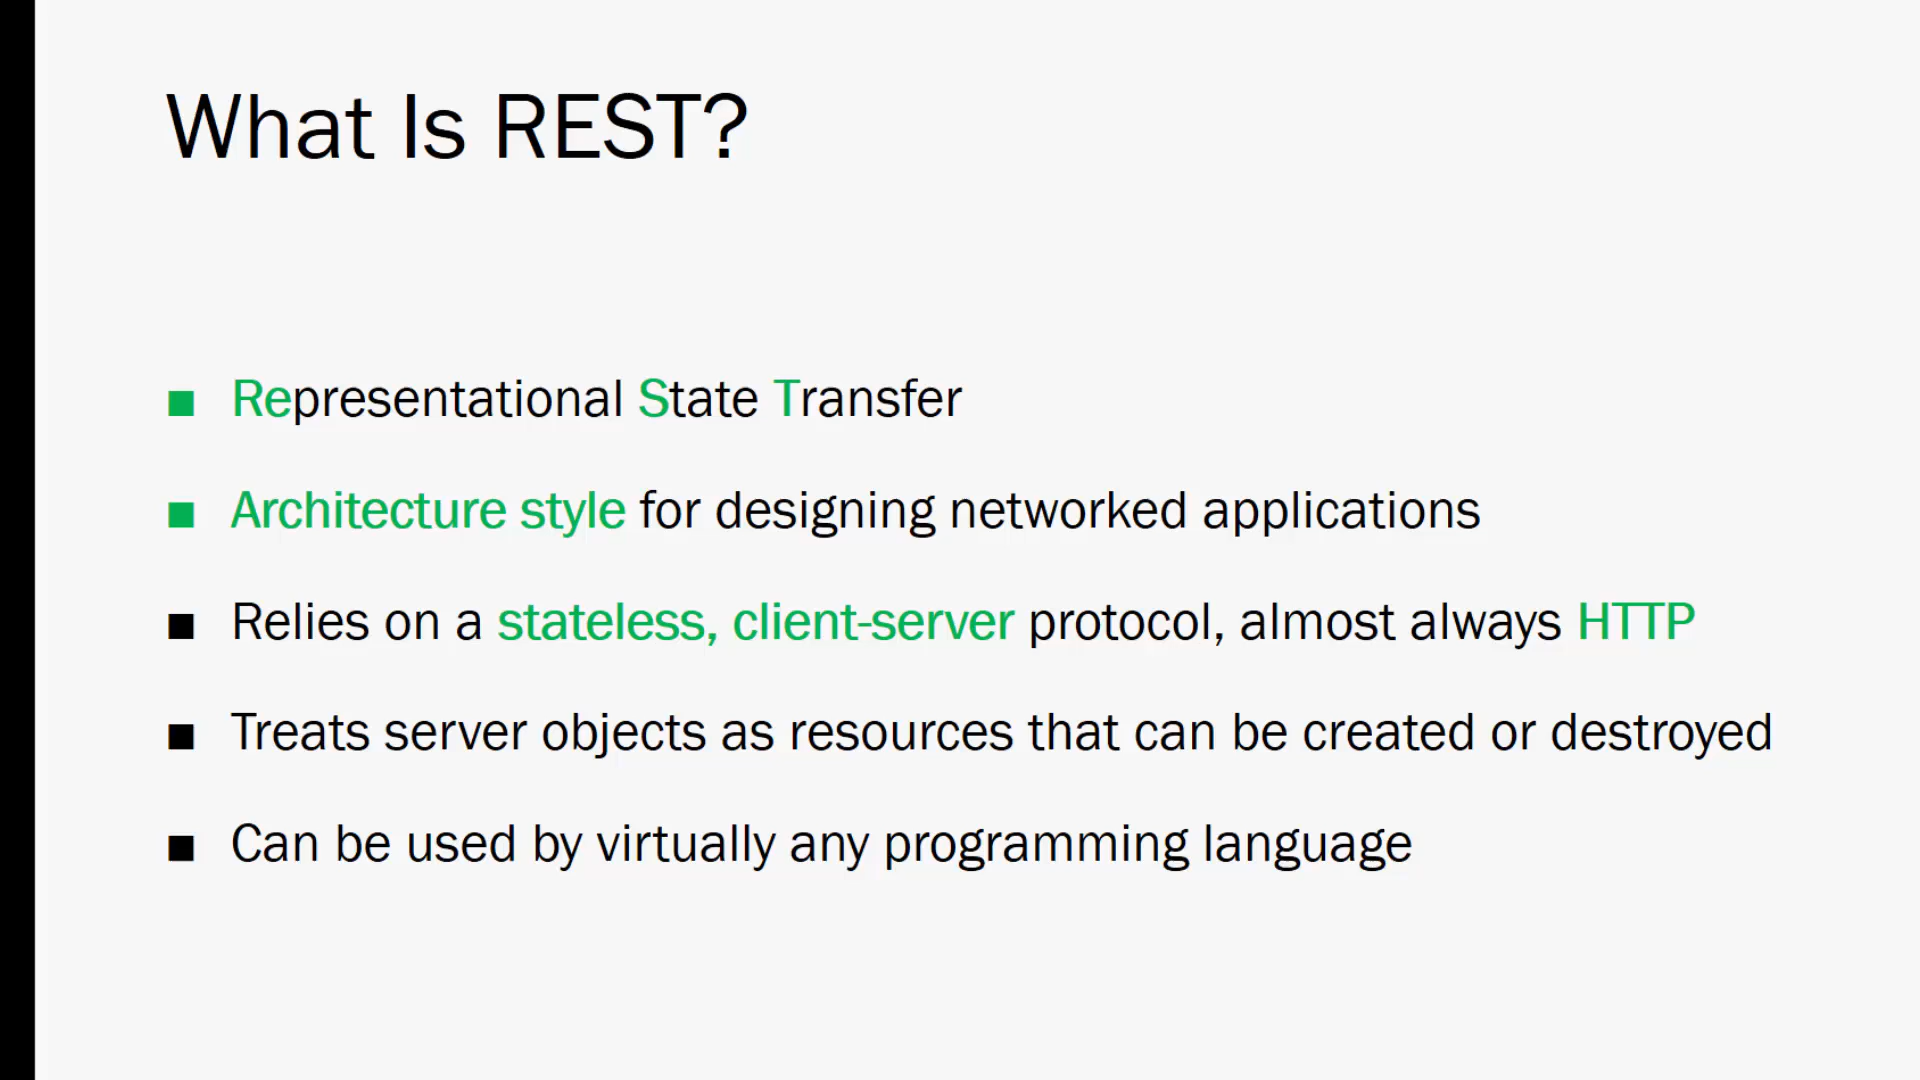 What Is REST?
Representational State Transfer
Architecture style for designing networked applications
Relies on a stateless, client-server protocol, almost always HTTP
Treats server objects as resources that can be created or destroyed
Can be used by virtually any programming language